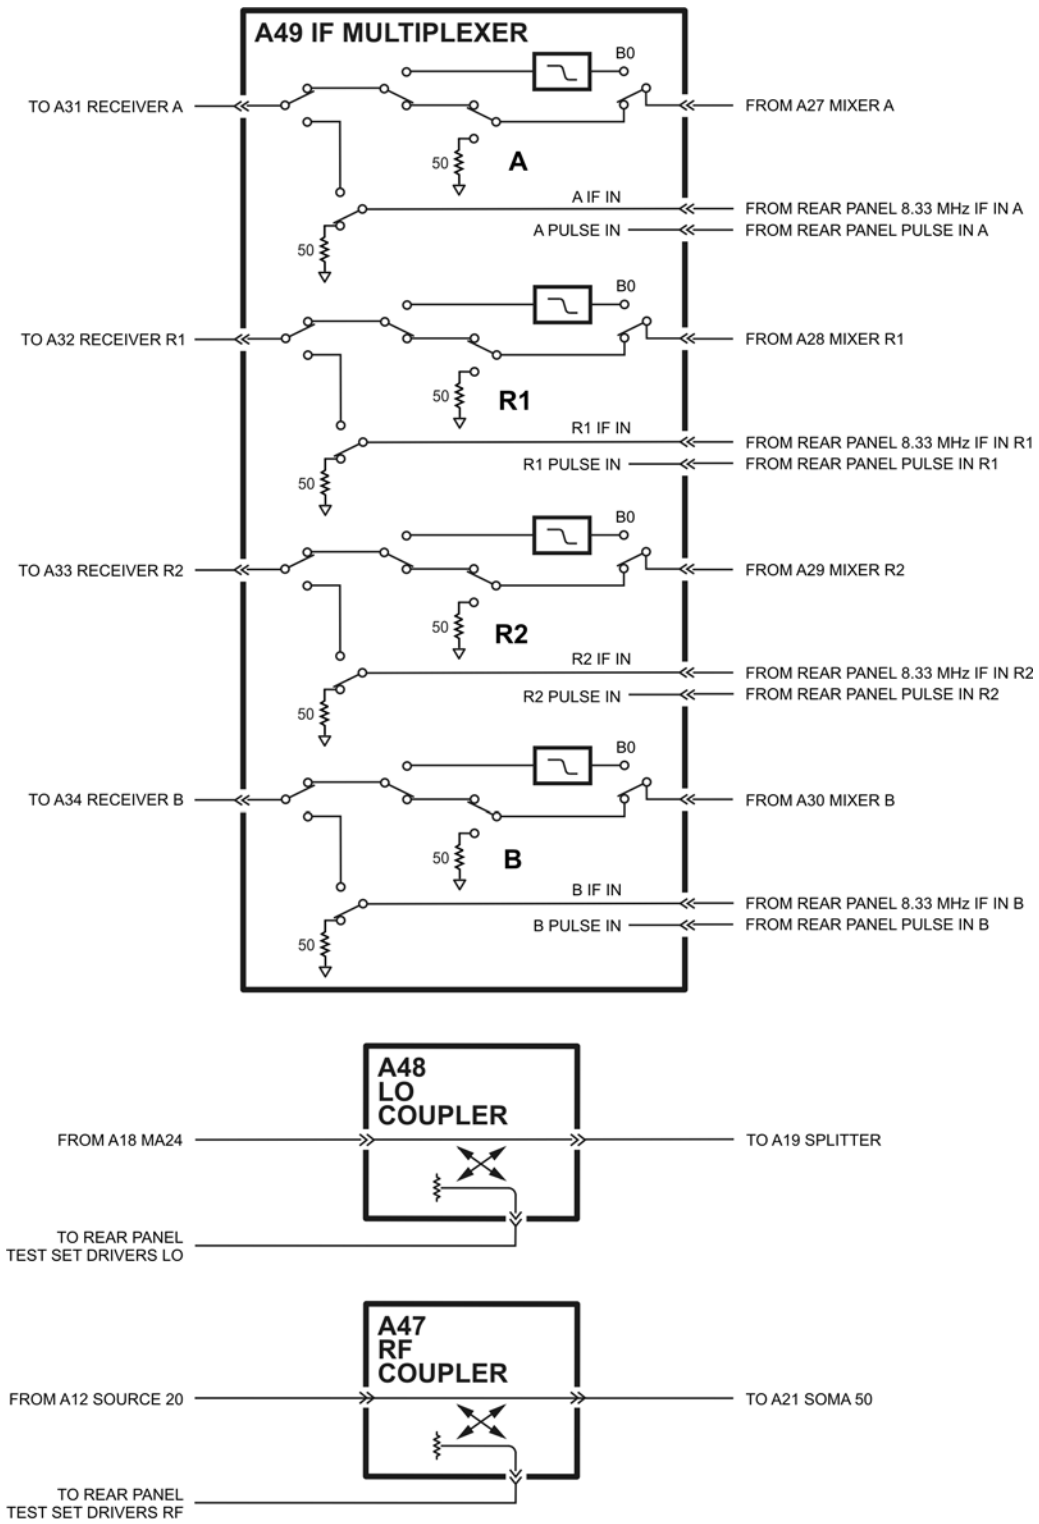 A49 IF MULTIPLEXER
B0
TO A31 RECEIVER A
FROM A27 MIXER A
50
A
A IF IN
FROM REAR PANEL 8.33 MHz IF IN A
A PULSE IN
FROM REAR PANEL PULSE IN A
50
B0
TO A32 RECEIVER R1
FROM A28 MIXER R1
50
R1
R1 IF IN
FROM REAR PANEL 8.33 MHz IF IN R1
R1 PULSE IN
FROM REAR PANEL PULSE IN R1
50
B0
TO A33 RECEIVER R2
FROM A29 MIXER R2
50
R2
R2 IF IN
FROM REAR PANEL 8.33 MHz IF IN R2
R2 PULSE IN
FROM REAR PANEL PULSE IN R2
50
B0
TO A34 RECEIVER B
FROM A30 MIXER B
50
B
B IF IN
FROM REAR PANEL 8.33 MHz IF IN B
B PULSE IN
FROM REAR PANEL PULSE IN B
50
A48
LO
COUPLER
FROM A18 MA24
TO A19 SPLITTER
TO REAR PANEL
TEST SET DRIVERS LO
A47
RF
COUPLER
FROM A12 SOURCE 20
TO A21 SOMA 50
TO REAR PANEL
TEST SET DRIVERS RF